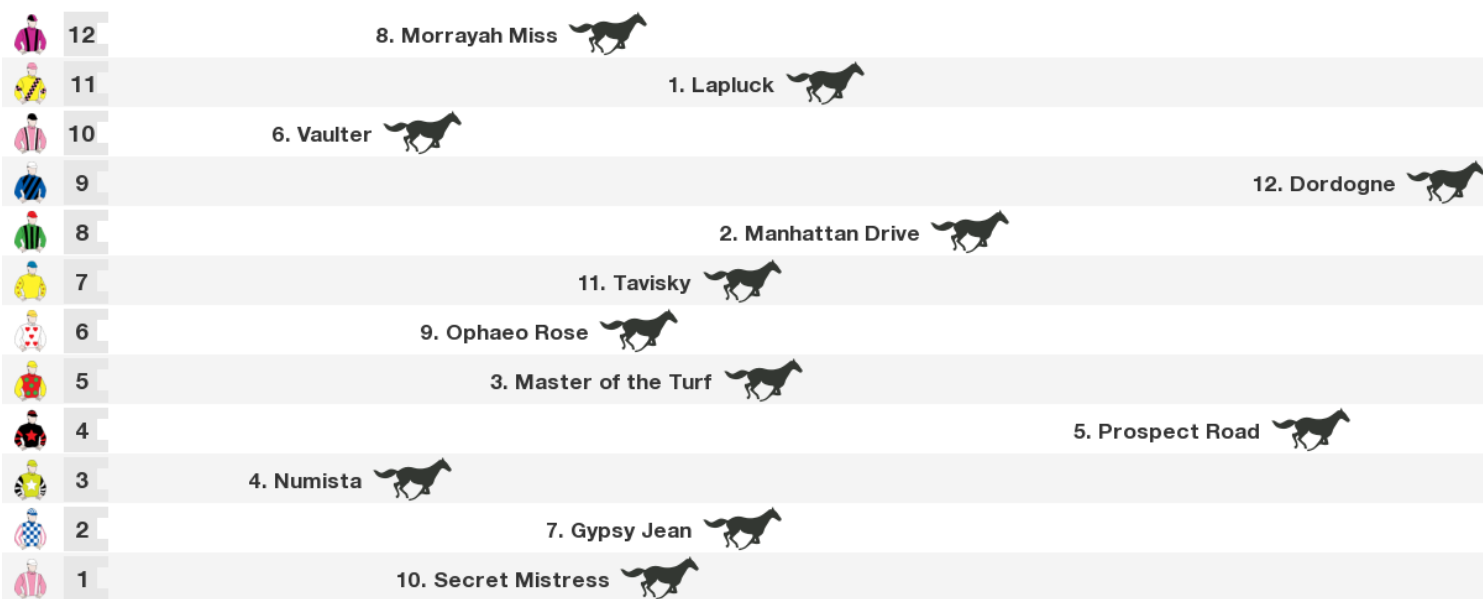 12 8. Morrayah Miss
11 1. Lapluck
10 6. Vaulter
9 12. Dordogne
8 2. Manhattan Drive
7 11. Tavisky
6 9. Ophaeo Rose
5 3. Master of the Turf
4 5. Prospect Road
3 4. Numista
2 7. Gypsy Jean
1 10. Secret Mistress